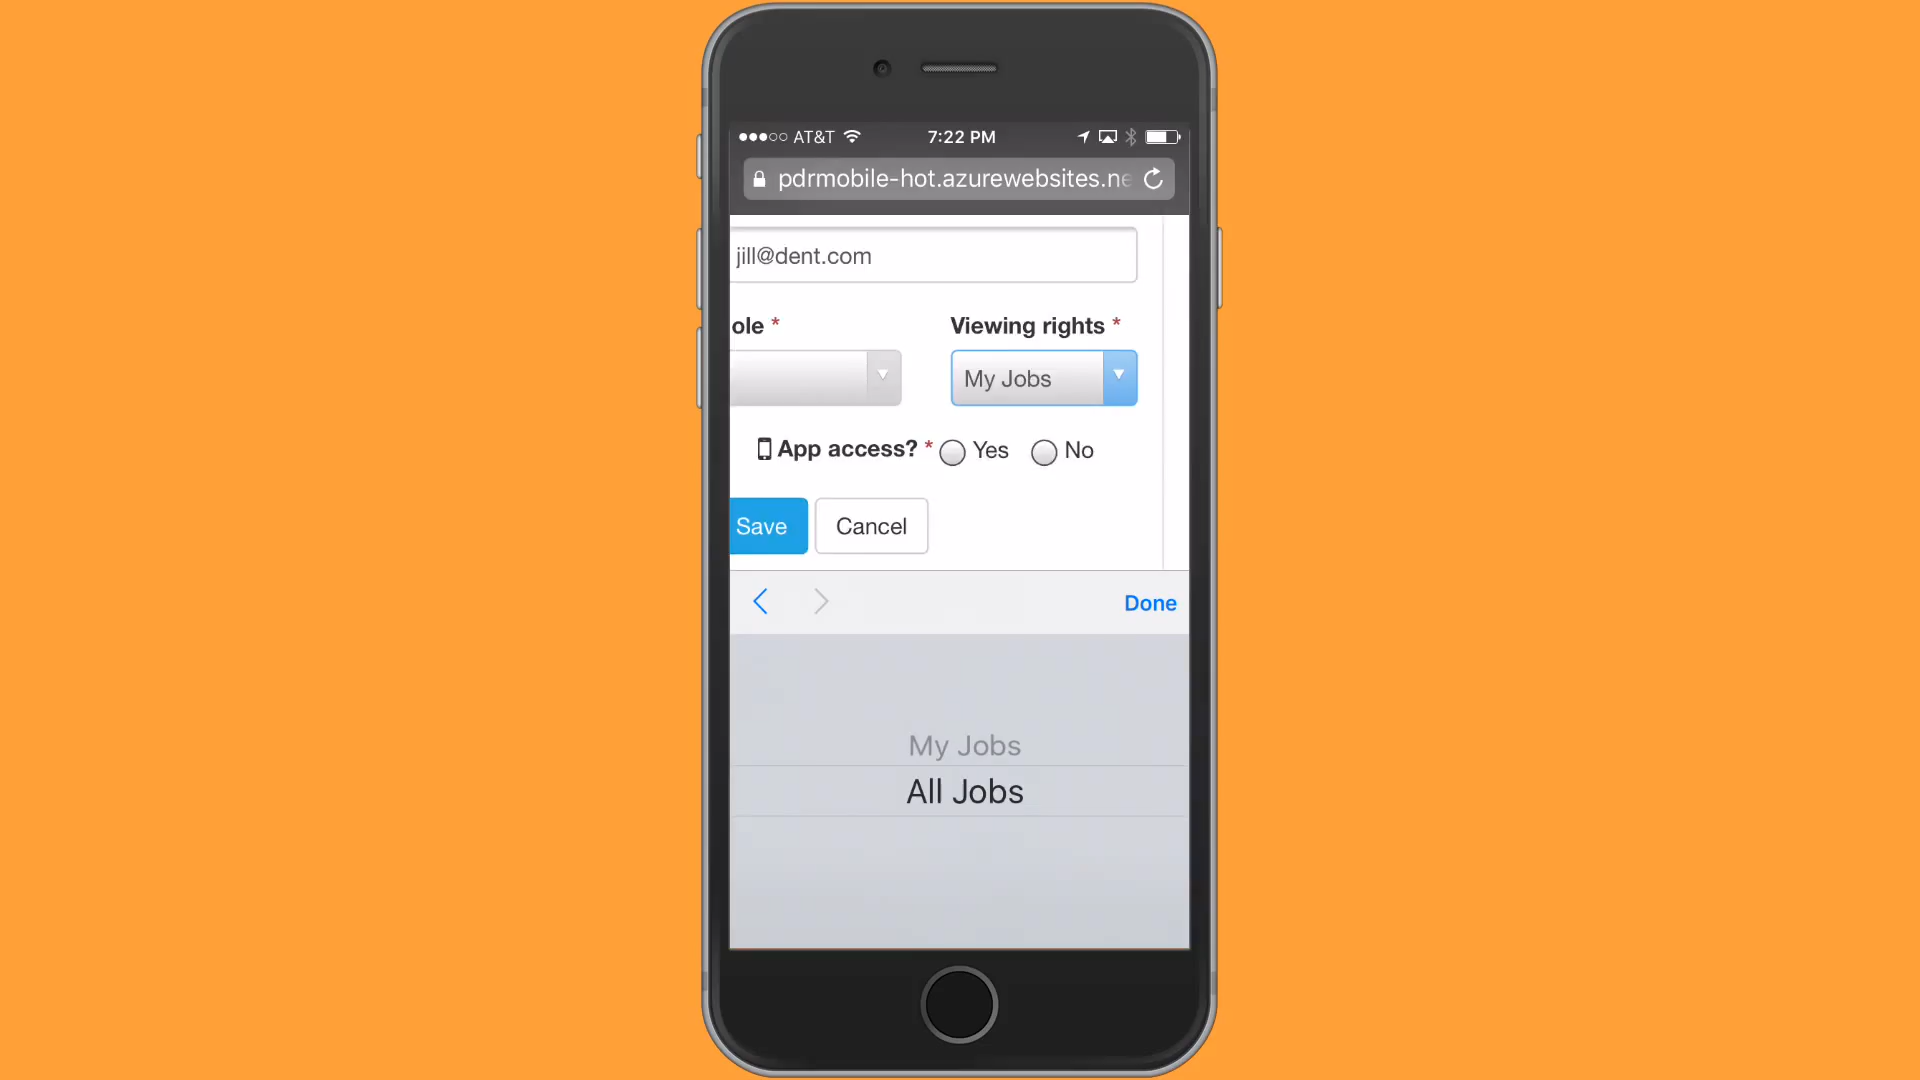 AT&T 7:22 PM
pdrmobile-hot.azurewebsites.ne
jill@dent.com
ole * Viewing rights *
My Jobs
App access? * Yes No
Save Cancel
Done
My Jobs
All Jobs